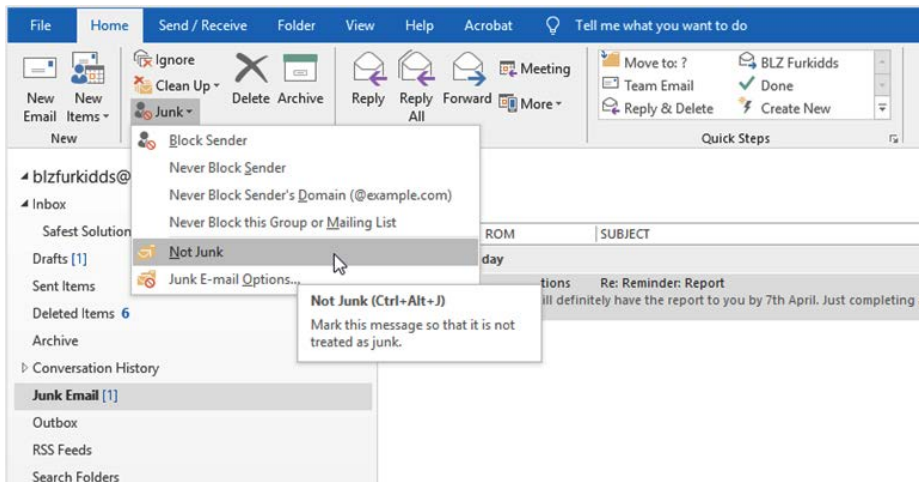 File Home Send / Receive Folder View Help Acrobat Tell me what you want to do
Ignore
Clean Up
Junk
New Email
New Items
Delete Archive
Reply Reply All Forward
Meeting
More
Move to: ?
Team Email
Reply & Delete
BLZ Furkidds
Done
Create New
New
Quick Steps
Block Sender
Never Block Sender
Never Block Sender's Domain (@example.com)
Never Block this Group or Mailing List
Not Junk
Junk E-mail Options...
Not Junk (Ctrl+Alt+J)
Mark this message so that it is not
treated as junk.
blzfurkidds@
Inbox
Safest Solution
Drafts [1]
Sent Items
Deleted Items 6
Archive
Conversation History
Junk Email [1]
Outbox
RSS Feeds
Search Folders
ROM SUBJECT
day
tions Re: Reminder: Report
ill definitely have the report to you by 7th April. Just completing